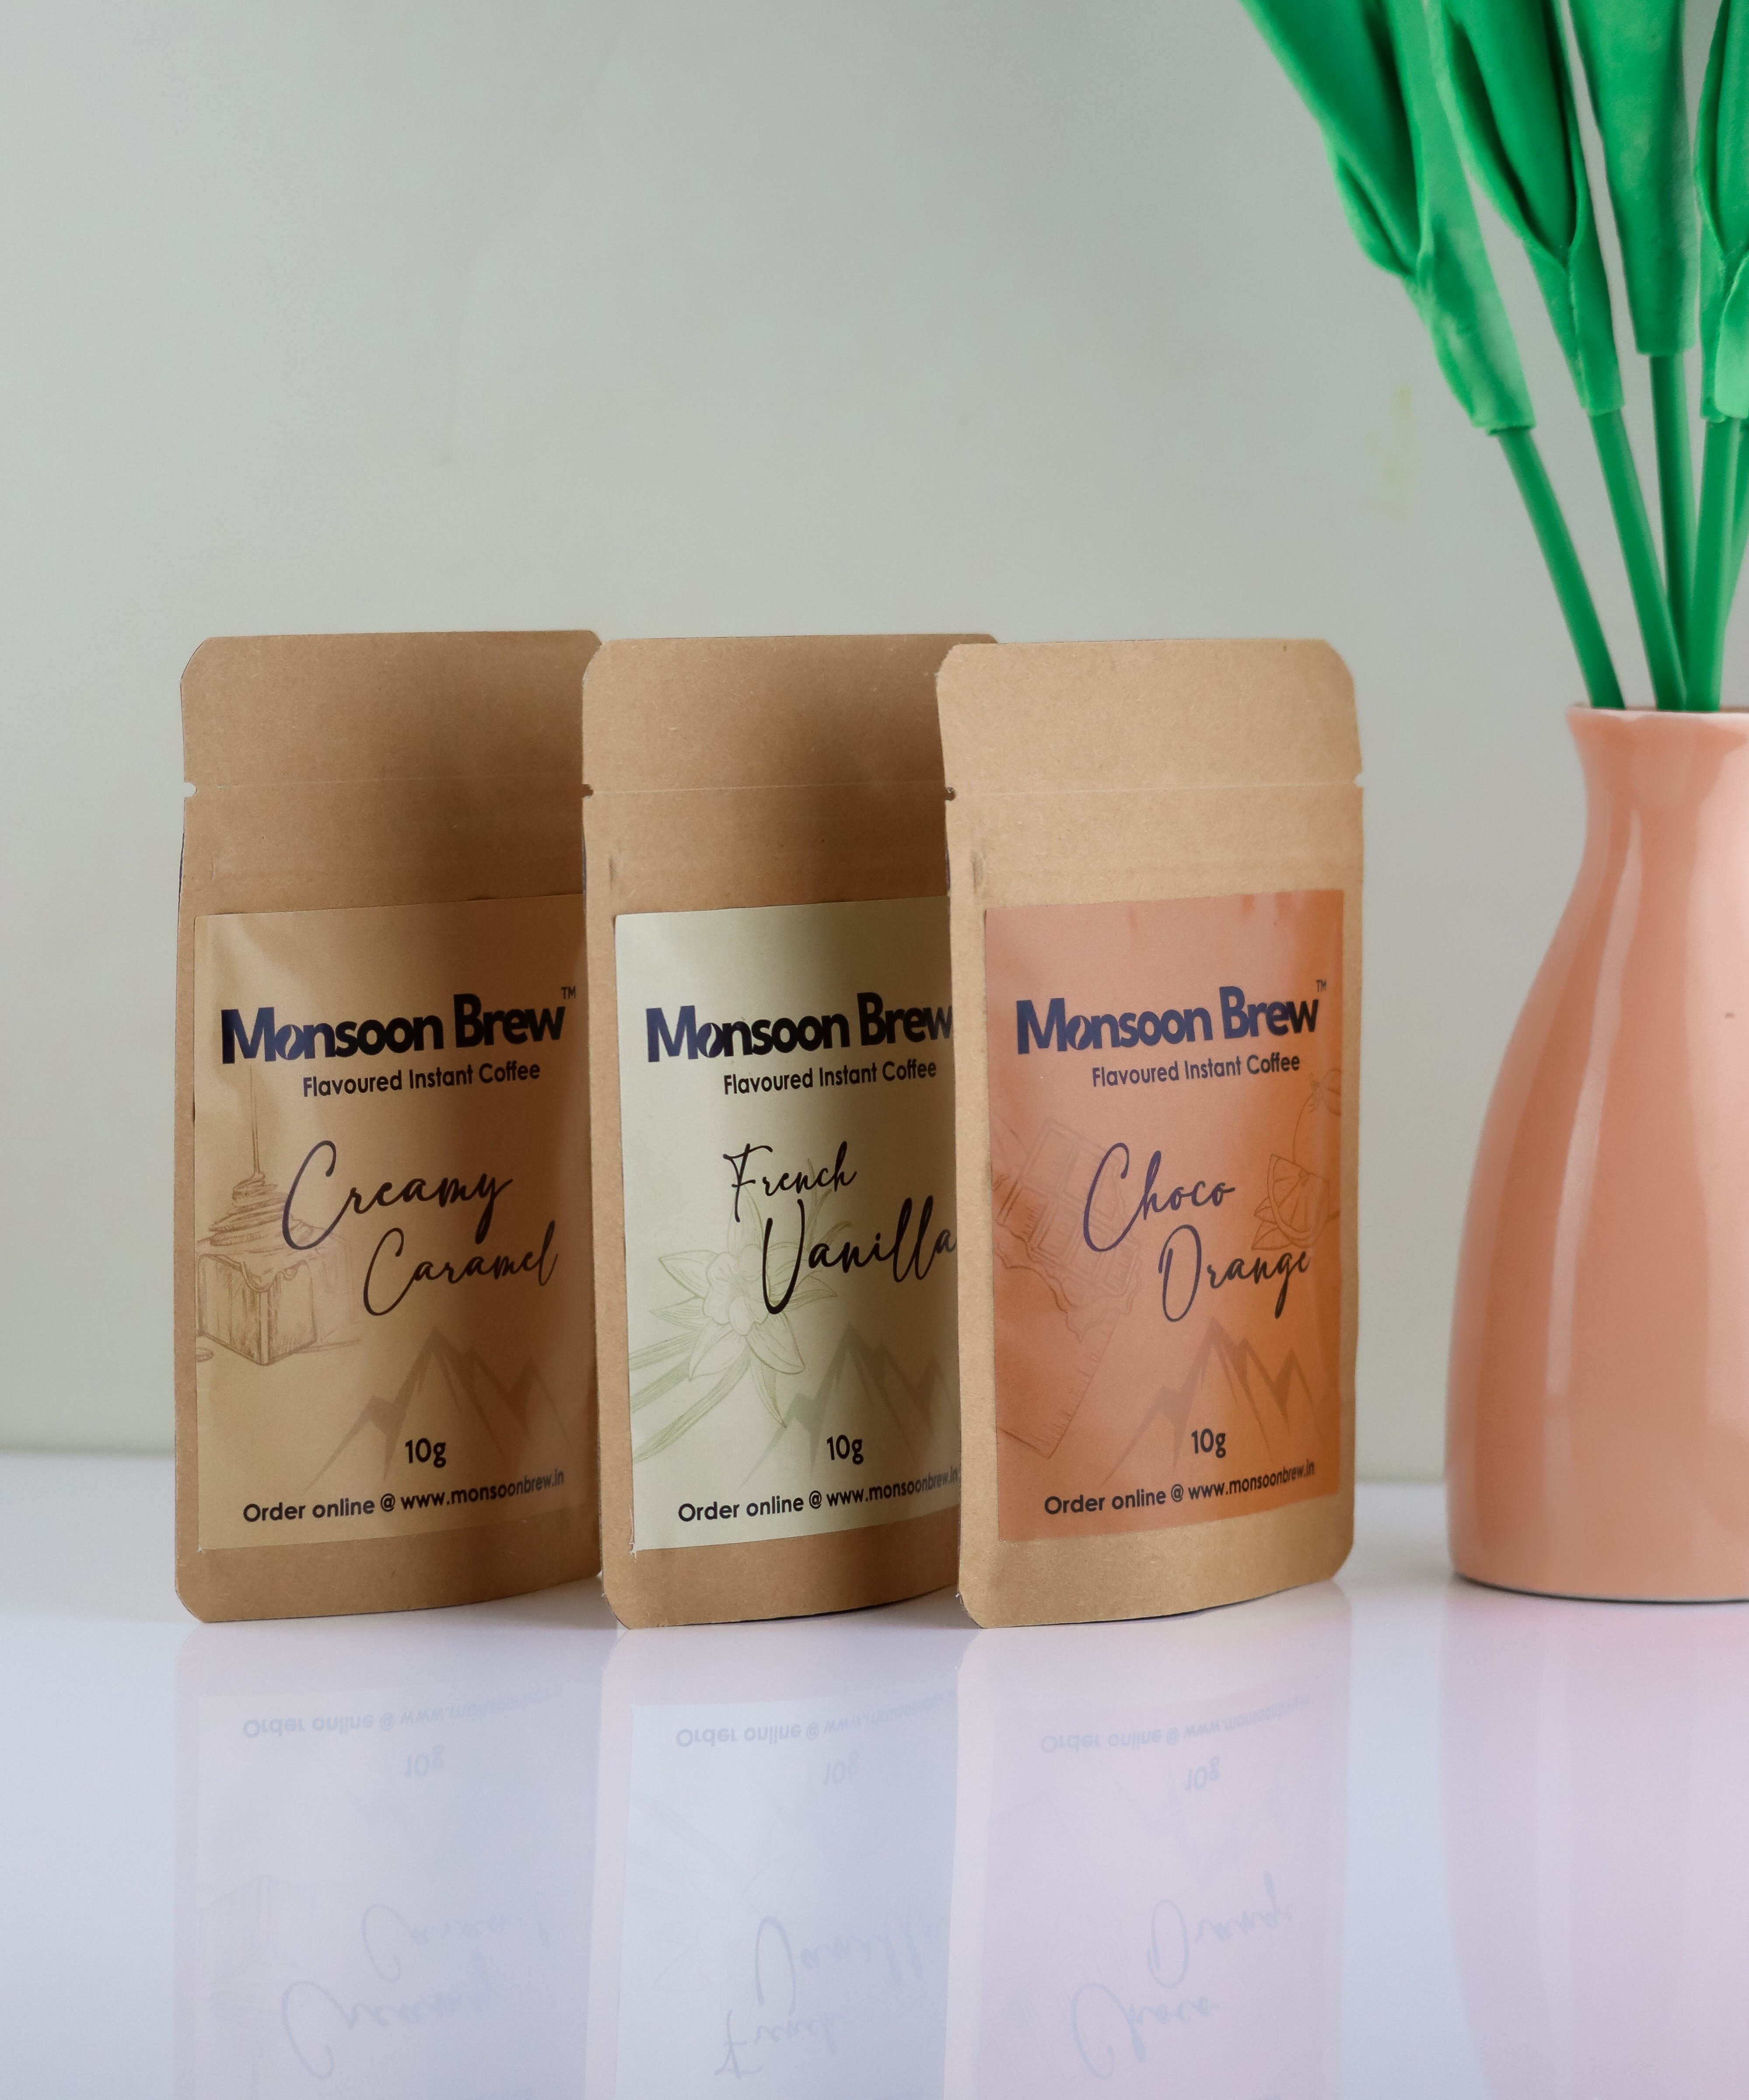 Monsoon Brew™
Flavoured Instant Coffee
Creamy
Caramel
10g
Order online @ www.monsoonbrew.in
Monsoon Brew
Flavoured Instant Coffee
French
Vanilla
10g
Order online @ www.monsoonbrew.in
Monsoon Brew™
Flavoured Instant Coffee
Choco
Orange
10g
Order online @ www.monsoonbrew.in